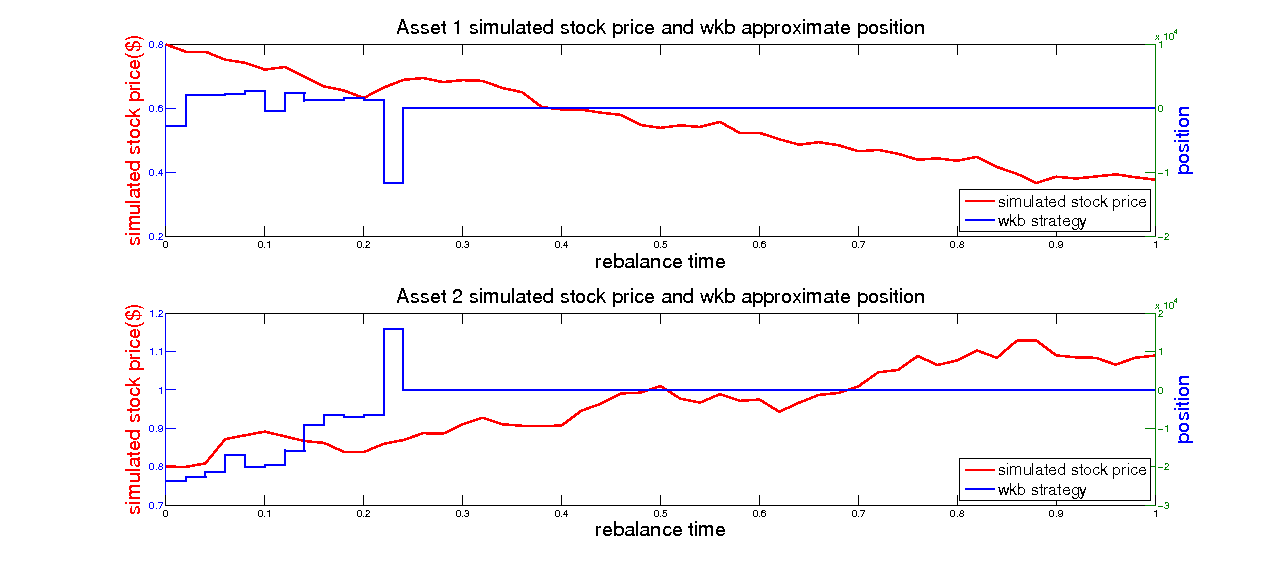 Asset 1 simulated stock price and wkb approximate position
x 10^4
simulated stock price($)
0.8
0.6
0.4
0.2
1
0
-1
-2
position
simulated stock price
wkb strategy
0 0.1 0.2 0.3 0.4 0.5 0.6 0.7 0.8 0.9 1
rebalance time
Asset 2 simulated stock price and wkb approximate position
x 10^4
simulated stock price($)
1.2
1.1
1
0.9
0.8
0.7
2
1
0
-1
-2
-3
position
simulated stock price
wkb strategy
0 0.1 0.2 0.3 0.4 0.5 0.6 0.7 0.8 0.9 1
rebalance time